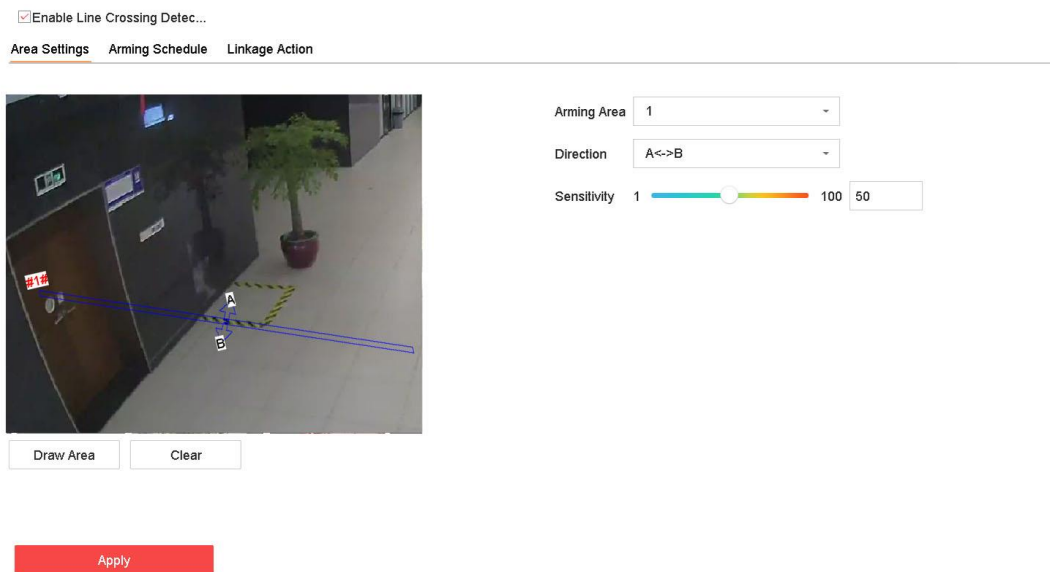 Enable Line Crossing Detec...
Area Settings Arming Schedule Linkage Action
Arming Area 1
Direction A<->B
Sensitivity 1 100 50
#1#
A
B
Draw Area Clear
Apply